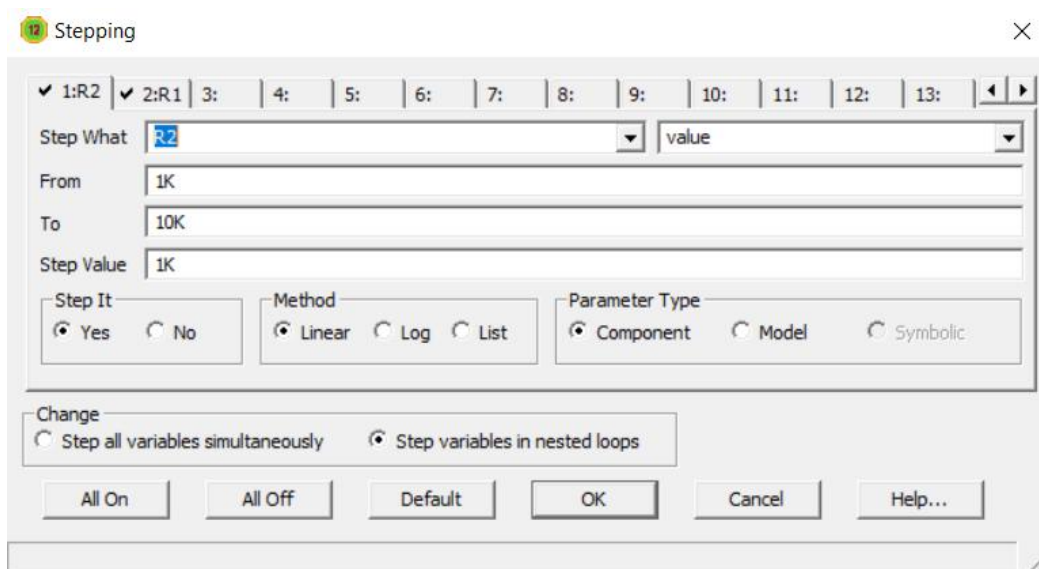 12 Stepping
1:R2 2:R1 3: 4: 5: 6: 7: 8: 9: 10: 11: 12: 13:
Step What R2 value
From 1K
To 10K
Step Value 1K
Step It Method Parameter Type
Yes No Linear Log List Component Model Symbolic
Change
Step all variables simultaneously Step variables in nested loops
All On All Off Default OK Cancel Help...